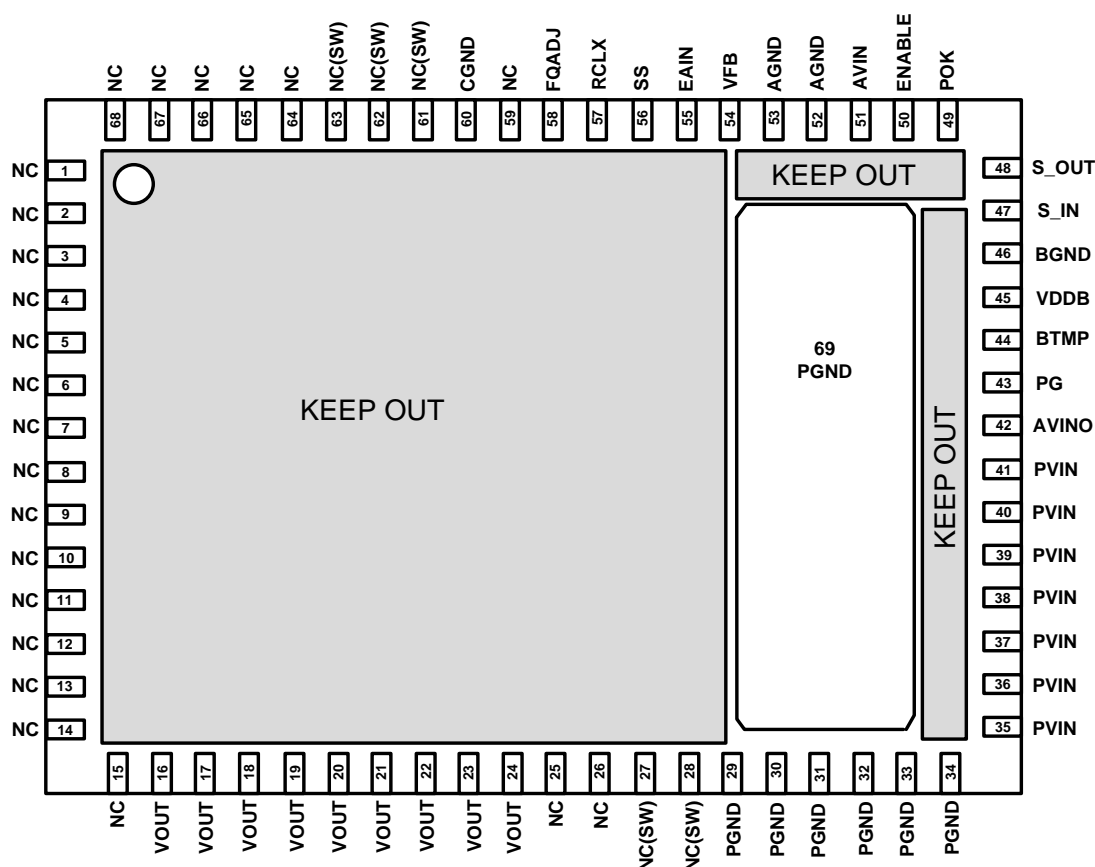 NC NC NC NC NC NC(SW) NC(SW) NC(SW) CGND NC FQADJ RCLX SS EAIN VFB AGND AGND AVIN ENABLE POK
68 67 66 65 64 63 62 61 60 59 58 57 56 55 54 53 52 51 50 49
NC 1 KEEP OUT 48 S_OUT
NC 2 47 S_IN
NC 3 46 BGND
NC 4 45 VDDB
NC 5 69 44 BTMP
PGND
NC 6 KEEP OUT 43 PG
NC 7 KEEP OUT 42 AVINO
NC 8 41 PVIN
NC 9 40 PVIN
NC 10 39 PVIN
NC 11 38 PVIN
NC 12 37 PVIN
NC 13 36 PVIN
NC 14 35 PVIN
15 16 17 18 19 20 21 22 23 24 25 26 27 28 29 30 31 32 33 34
NC VOUT VOUT VOUT VOUT VOUT VOUT VOUT VOUT VOUT NC NC NC(SW) NC(SW) PGND PGND PGND PGND PGND PGND